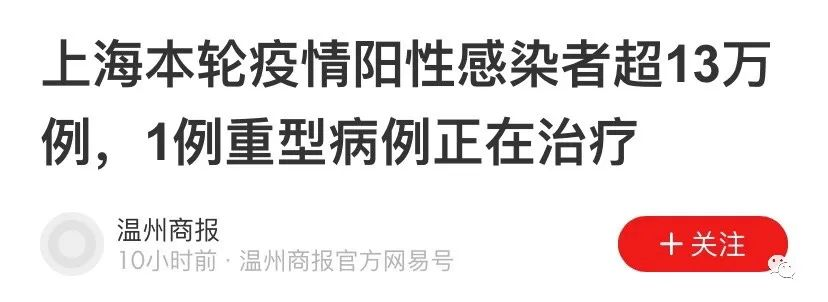 上海本轮疫情阳性感染者超13万
例，1例重型病例正在治疗
温州商报
10小时前 · 温州商报官方网易号
+ 关注